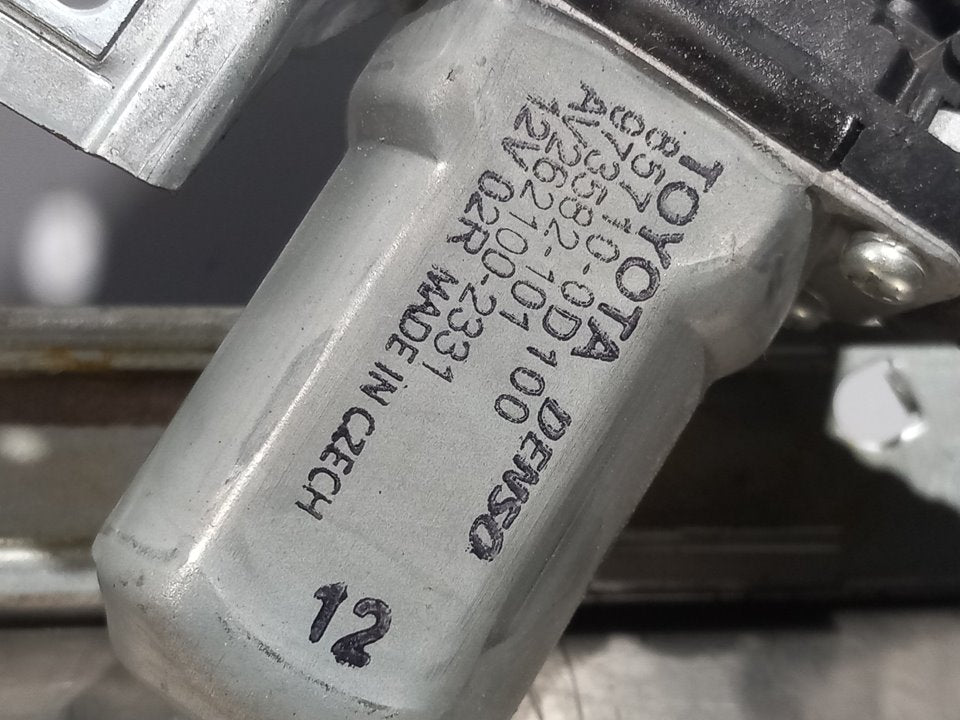 TOYOTA DENSO
85710-0D100
AV3582-101
262100-2331
12V 02R MADE IN CZECH
12